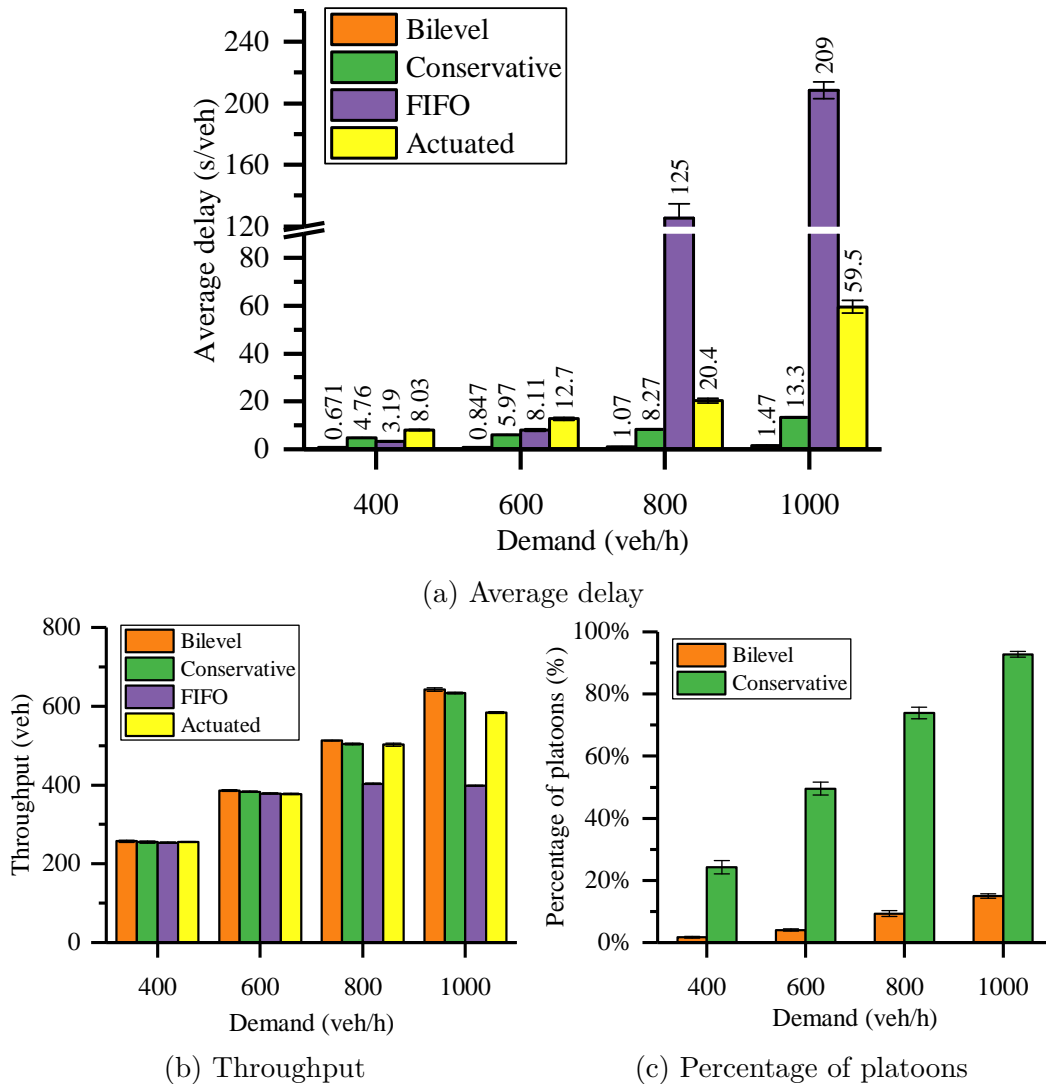 Average delay (s/veh)
240
200
160
120
80
60
40
20
0
Bilevel
Conservative
FIFO
Actuated
0.671
4.76
3.19
8.03
0.847
5.97
8.11
12.7
1.07
8.27
125
20.4
1.47
13.3
209
59.5
400
600
800
1000
Demand (veh/h)
(a) Average delay
Throughput (veh)
800
600
400
200
0
Bilevel
Conservative
FIFO
Actuated
400
600
800
1000
Demand (veh/h)
(b) Throughput
Percentage of platoons (%)
100%
80%
60%
40%
20%
0%
Bilevel
Conservative
400
600
800
1000
Demand (veh/h)
(c) Percentage of platoons